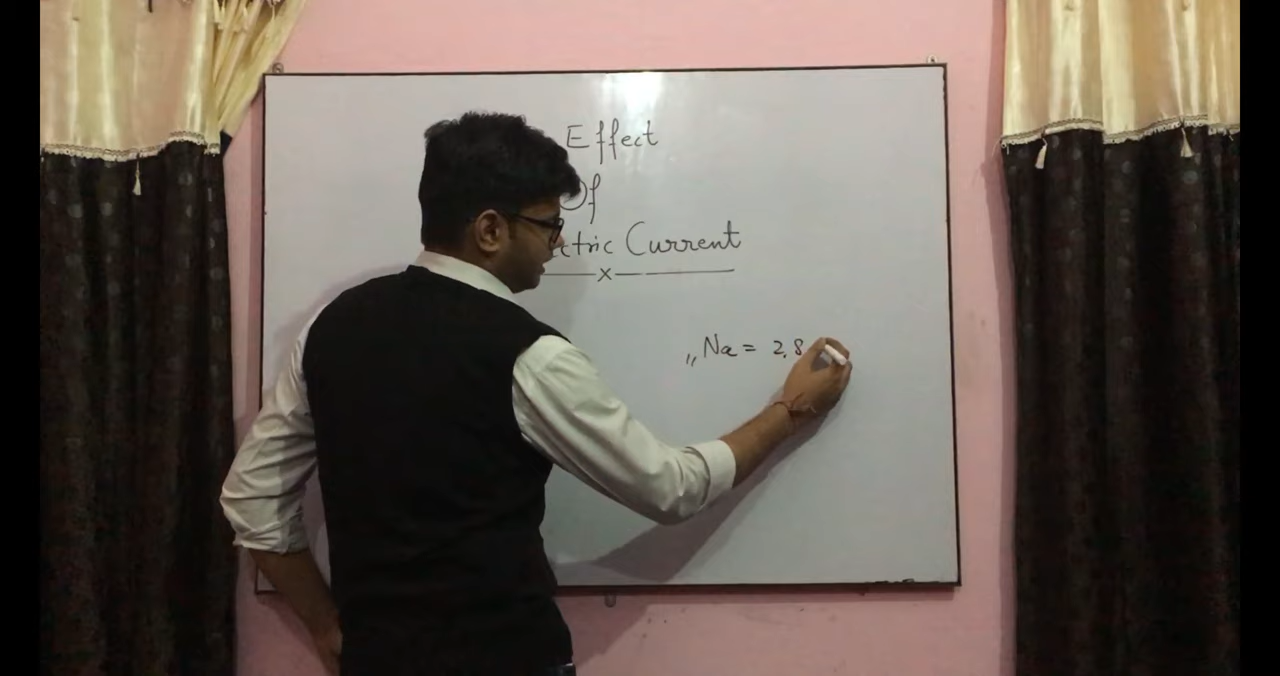 Effect
Of
ctric Current
x
,, Na = 2,8